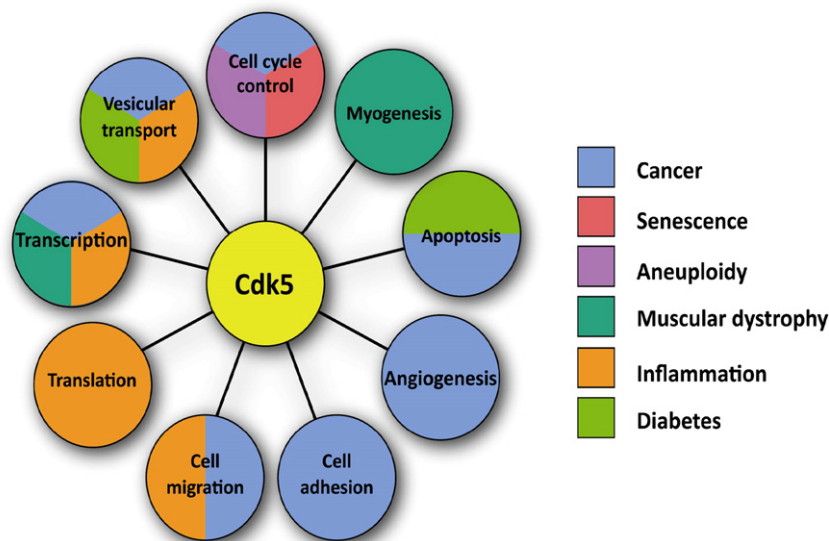 Cell cycle
control
Myogenesis
Apoptosis
Angiogenesis
Cell
adhesion
Cell
migration
Translation
Transcription
Vesicular
transport
Cdk5
Cancer
Senescence
Aneuploidy
Muscular dystrophy
Inflammation
Diabetes